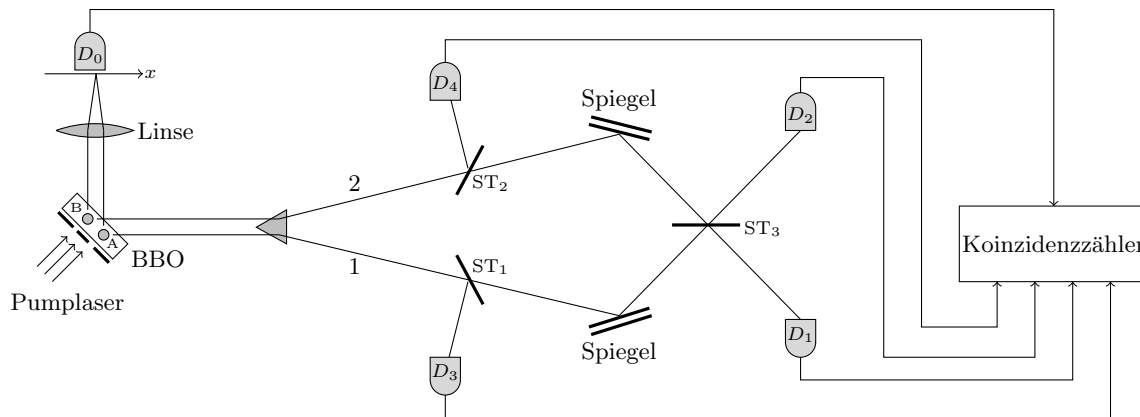 D₀
x
D₄
Spiegel
D₂
Linse
2
ST₂
B
A
BBO
ST₃
Koinzidenzzähler
1
ST₁
Pumplaser
Spiegel
D₁
D₃